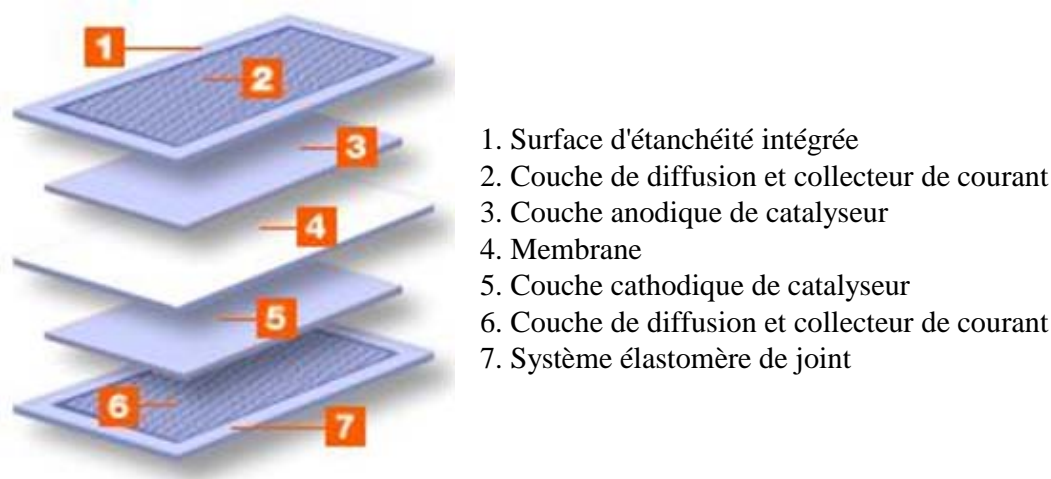 1
2
3
4
5
6
7
1. Surface d'étanchéité intégrée
2. Couche de diffusion et collecteur de courant
3. Couche anodique de catalyseur
4. Membrane
5. Couche cathodique de catalyseur
6. Couche de diffusion et collecteur de courant
7. Système élastomère de joint